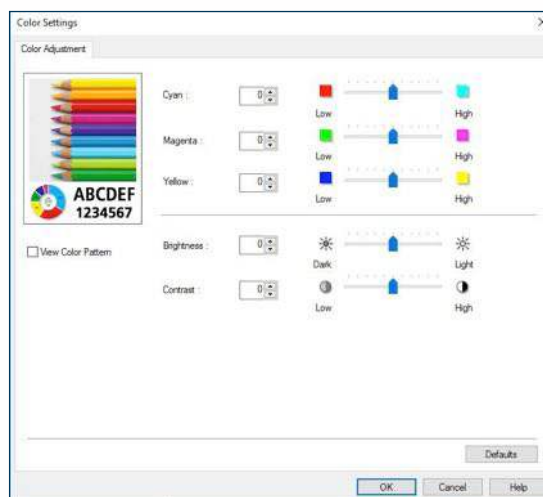 Color Settings
Color Adjustment
Cyan : 0
Low High
Magenta : 0
Low High
Yellow : 0
Low High
ABCDEF
1234567
View Color Pattern
Brightness : 0
Dark Light
Contrast : 0
Low High
Defaults
OK Cancel Help